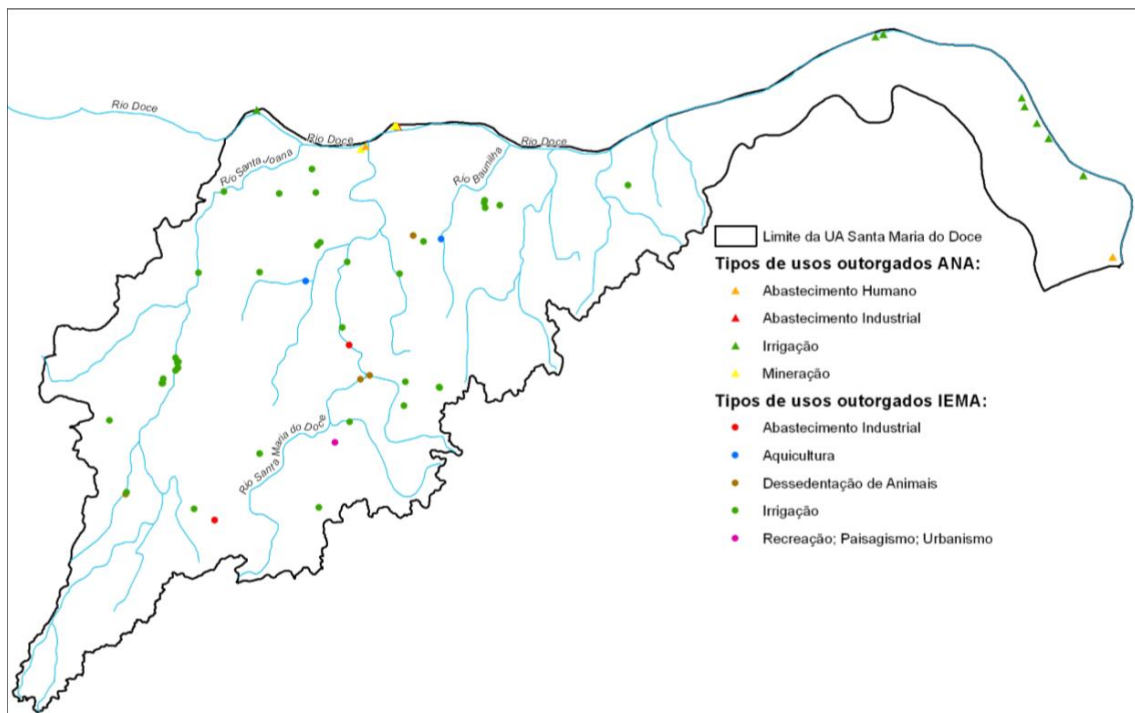 Rio Doce
Rio Doce
Rio Doce
Rio Santa Joana
Rio Baunilha
Rio Santa Maria do Doce
Limite da UA Santa Maria do Doce
Tipos de usos outorgados ANA:
Abastecimento Humano
Abastecimento Industrial
Irrigação
Mineração
Tipos de usos outorgados IEMA:
Abastecimento Industrial
Aquicultura
Dessedentação de Animais
Irrigação
Recreação; Paisagismo; Urbanismo